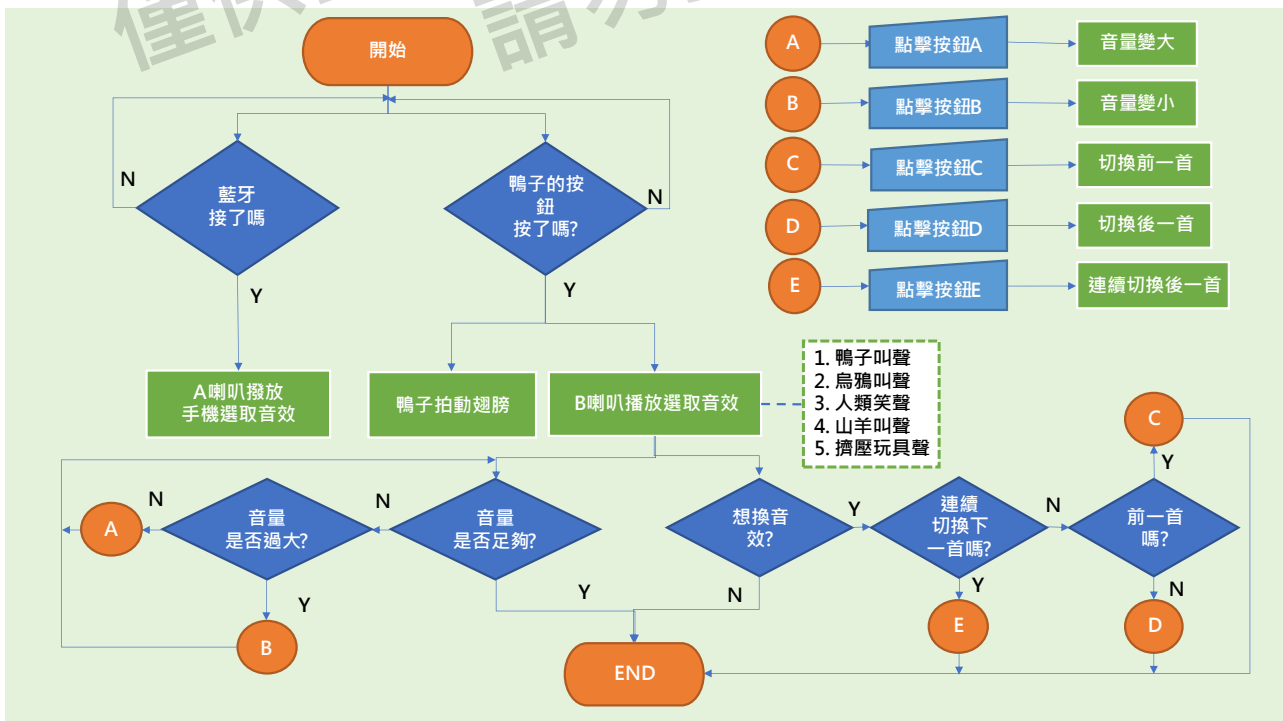 僅供
請勿
開始
A
點擊按鈕A
音量變大
B
點擊按鈕B
音量變小
C
點擊按鈕C
切換前一首
D
點擊按鈕D
切換後一首
E
點擊按鈕E
連續切換後一首
N
藍牙
接了嗎
鴨子的按
鈕
按了嗎?
N
Y
Y
A喇叭撥放
手機選取音效
鴨子拍動翅膀
B喇叭播放選取音效
1. 鴨子叫聲
2. 烏鴉叫聲
3. 人類笑聲
4. 山羊叫聲
5. 擠壓玩具聲
C
Y
A
N
音量
是否過大?
N
音量
是否足夠?
想換音
效?
Y
連續
切換下
一首嗎?
N
前一首
嗎?
Y
Y
N
Y
N
B
E
D
END